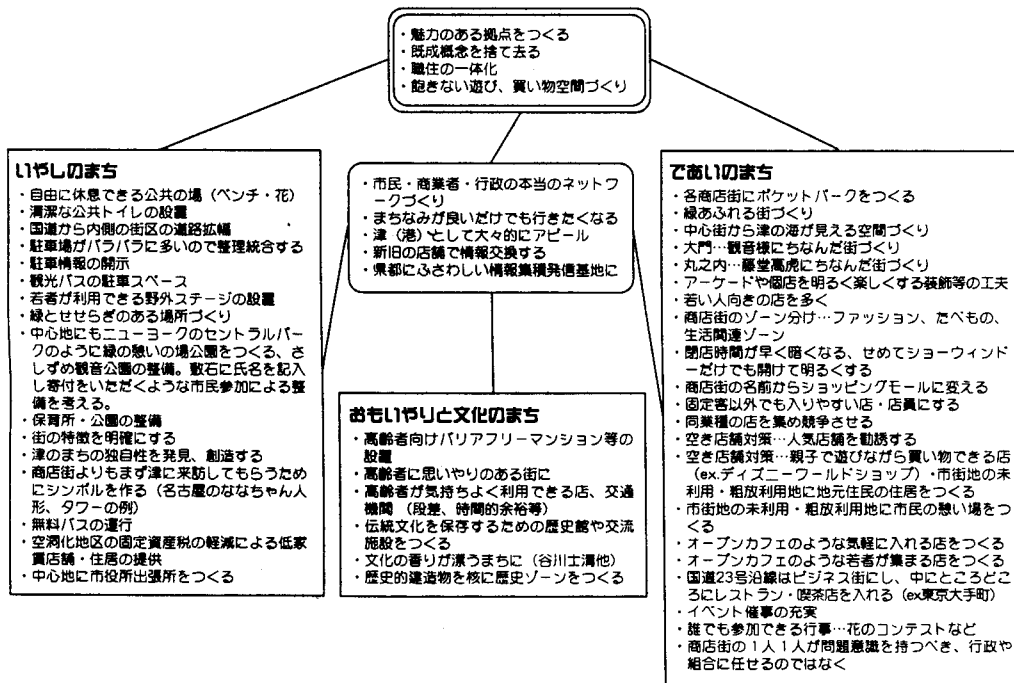 ・魅力のある拠点をつくる
・既成概念を捨て去る
・職住の一体化
・飽きない遊び、買い物空間づくり
いやしのまち
・自由に休息できる公共の場（ベンチ・花）
・清潔な公共トイレの設置
・国道から内側の街区の道路拡幅
・駐車場がバラバラに多いので整理統合する
・駐車情報の開示
・観光バスの駐車スペース
・若者が利用できる野外ステージの設置
・緑とせせらぎのある場所づくり
・中心地にもニューヨークのセントラルパー
クのように緑の憩いの場公園をつくる、さ
しずめ観音公園の整備。敷石に氏名を記入
し寄付をいただくような市民参加による整
備を考える。
・保育所・公園の整備
・街の特徴を明確にする
・津のまちの独自性を発見、創造する
・商店街よりもまず津に来訪してもらうため
にシンボルを作る（名古屋のななちゃん人
形、タワーの例）
・無料バスの運行
・空洞化地区の固定資産税の軽減による低家
賃店舗・住居の提供
・中心地に市役所出張所をつくる
・市民・商業者・行政の本当のネットワ
ークづくり
・まちなみが良いだけでも行きたくなる
・津（港）として大々的にアピール
・新旧の店舗で情報交換する
・県都にふさわしい情報集積発信基地に
おもいやりと文化のまち
・高齢者向けバリアフリーマンション等の
設置
・高齢者に思いやりのある街に
・高齢者が気持ちよく利用できる店、交通
機関（段差、時間的余裕等）
・伝統文化を保存するための歴史館や交流
施設をつくる
・文化の香りが漂うまちに（谷川士清他）
・歴史的建造物を核に歴史ゾーンをつくる
であいのまち
・各商店街にポケットパークをつくる
・緑あふれる街づくり
・中心街から津の海が見える空間づくり
・大門…観音様にちなんだ街づくり
・丸之内…藤堂高虎にちなんだ街づくり
・アーケードや個店を明るく楽しくする装飾等の工夫
・若い人向きの店を多く
・商店街のゾーン分け…ファッション、たべもの、
生活関連ゾーン
・閉店時間が早く暗くなる、せめてショーウィンド
ーだけでも開けて明るくする
・商店街の名前からショッピングモールに変える
・固定客以外でも入りやすい店・店員にする
・同業種の店を集め競争させる
・空き店舗対策…人気店舗を勧誘する
・空き店舗対策…親子で遊びながら買い物できる店
（ex.ディズニーワールドショップ）・市街地の未
利用・粗放利用地に地元住民の住居をつくる
・市街地の未利用・粗放利用地に市民の憩い場をつ
くる
・オープンカフェのような気軽に入れる店をつくる
・オープンカフェのような若者が集まる店をつくる
・国道23号沿線はビジネス街にし、中にところどこ
ろにレストラン・喫茶店を入れる（ex東京大手町）
・イベント催事の充実
・誰でも参加できる行事…花のコンテストなど
・商店街の１人１人が問題意識を持つべき、行政や
組合に任せるのではなく